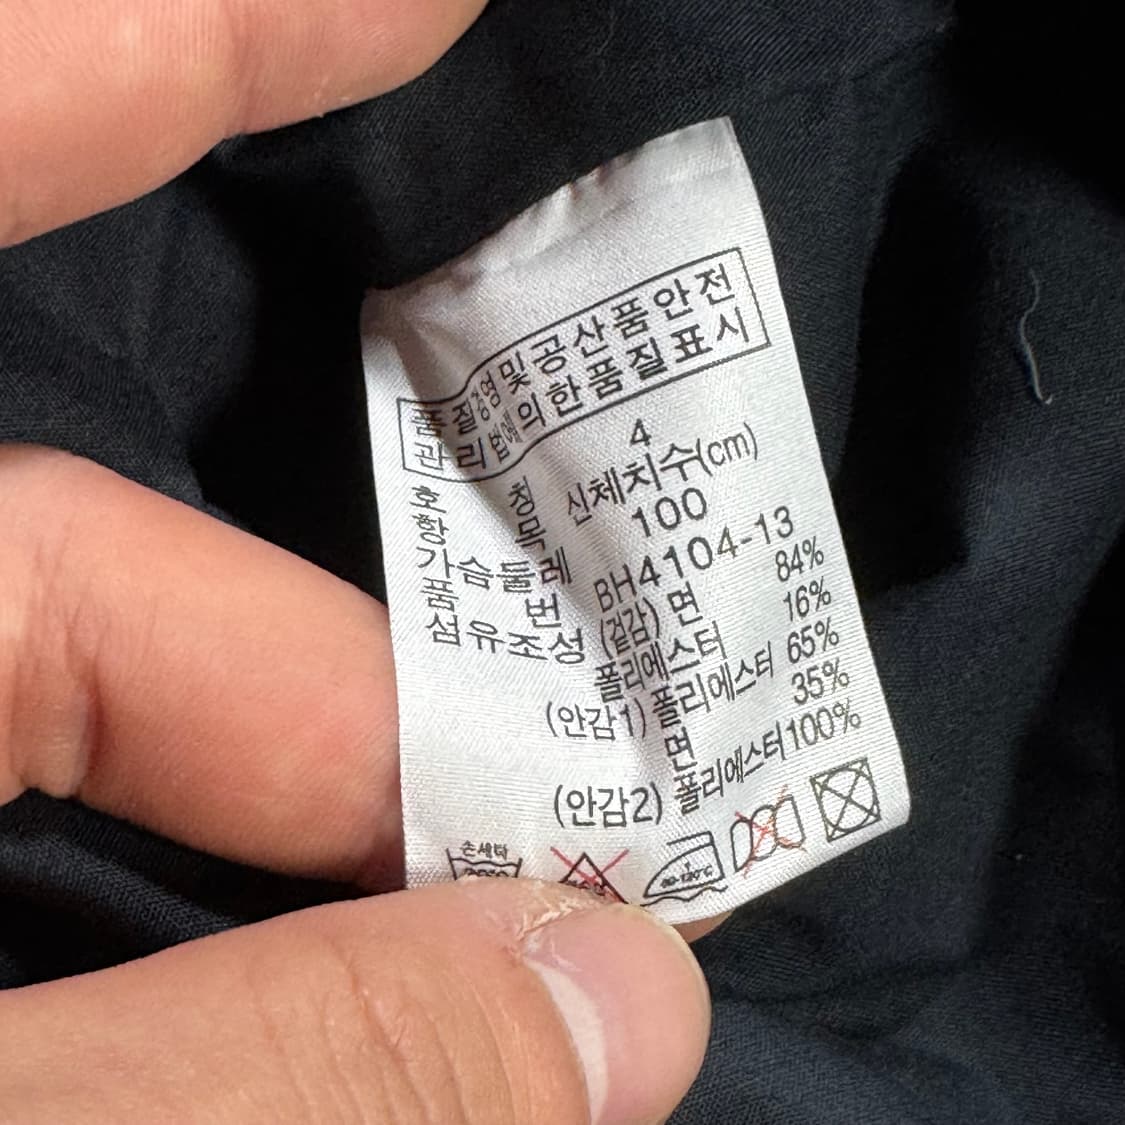 품질경영및공산품안전
관리법에의한품질표시
호 칭 4
항 목 신체치수(cm)
가슴둘레 100
품 번 BH4104-13
섬유조성 (겉감) 면 84%
폴리에스터 16%
(안감1) 폴리에스터 65%
면 35%
(안감2) 폴리에스터100%
손세탁